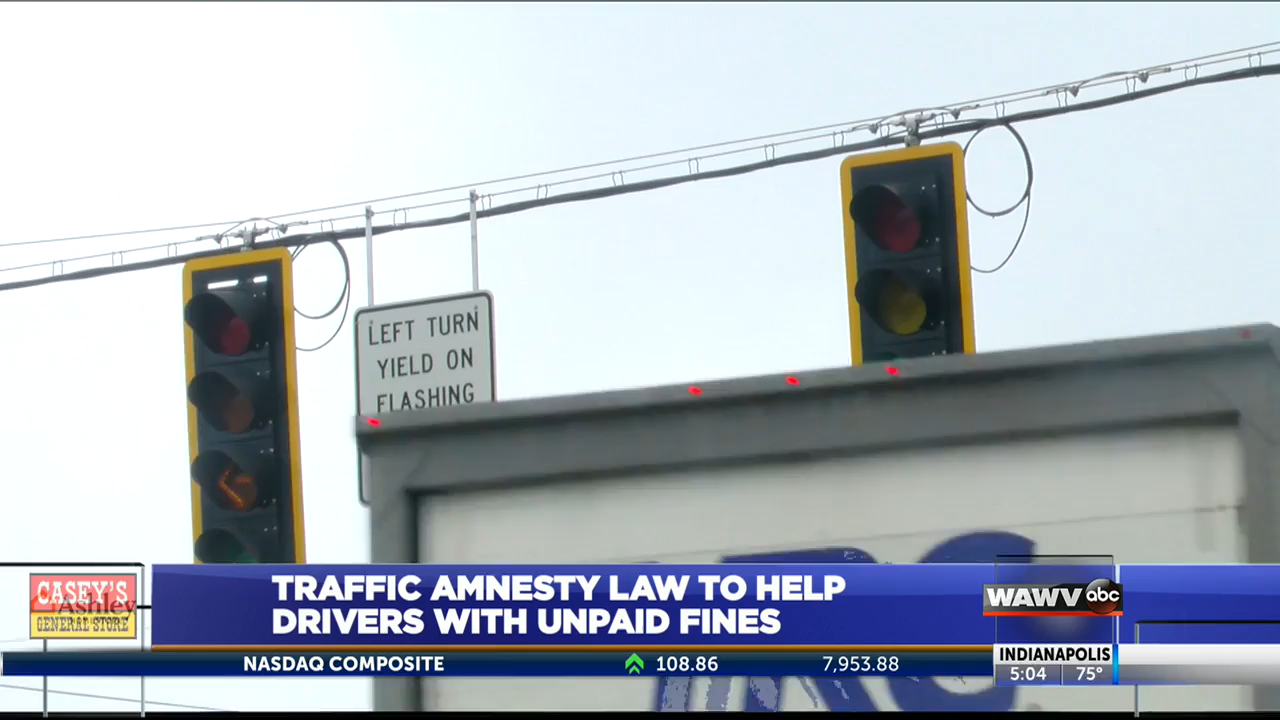 LEFT TURN
YIELD ON
FLASHING
TRAFFIC AMNESTY LAW TO HELP
DRIVERS WITH UNPAID FINES
CASEY'S
Ashley
GENERAL STORE
WAWV abc
NASDAQ COMPOSITE 108.86 7,953.88
INDIANAPOLIS
5:04 75°